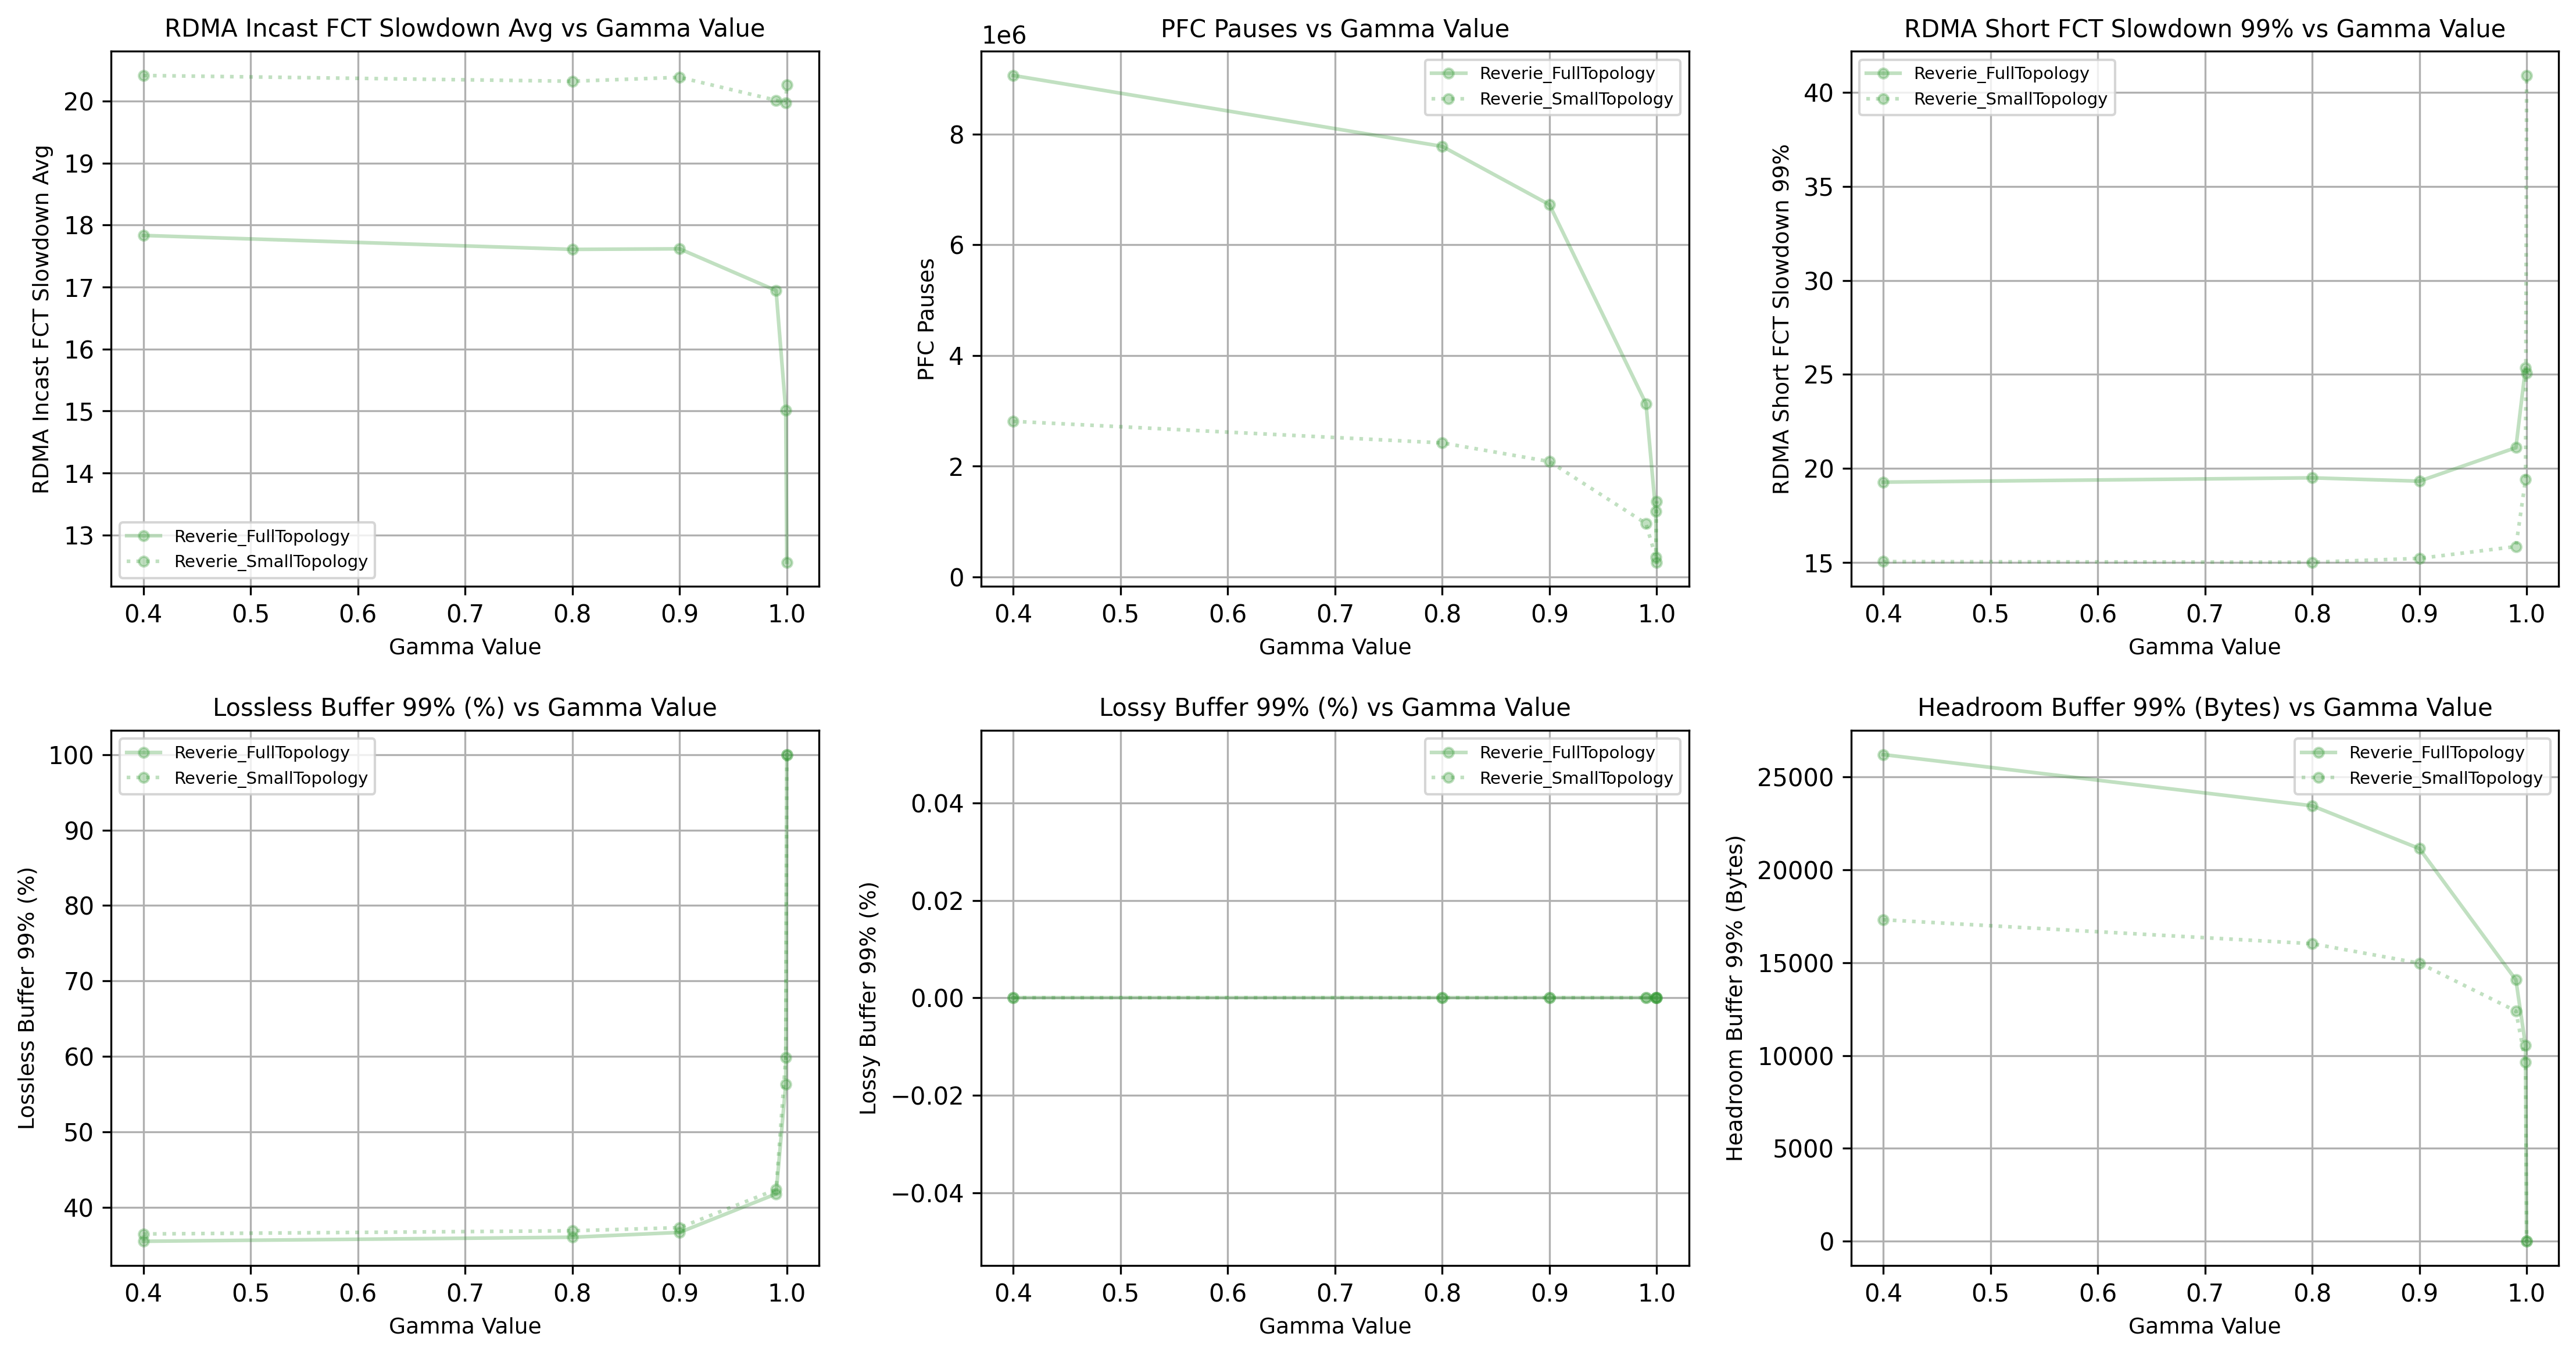 RDMA Incast FCT Slowdown Avg vs Gamma Value
RDMA Incast FCT Slowdown Avg
20
19
18
17
16
15
14
13
Reverie_FullTopology
Reverie_SmallTopology
0.4 0.5 0.6 0.7 0.8 0.9 1.0
Gamma Value
PFC Pauses vs Gamma Value
1e6
PFC Pauses
8
6
4
2
0
Reverie_FullTopology
Reverie_SmallTopology
0.4 0.5 0.6 0.7 0.8 0.9 1.0
Gamma Value
RDMA Short FCT Slowdown 99% vs Gamma Value
RDMA Short FCT Slowdown 99%
40
35
30
25
20
15
Reverie_FullTopology
Reverie_SmallTopology
0.4 0.5 0.6 0.7 0.8 0.9 1.0
Gamma Value
Lossless Buffer 99% (%) vs Gamma Value
Lossless Buffer 99% (%)
100
90
80
70
60
50
40
Reverie_FullTopology
Reverie_SmallTopology
0.4 0.5 0.6 0.7 0.8 0.9 1.0
Gamma Value
Lossy Buffer 99% (%) vs Gamma Value
Lossy Buffer 99% (%)
0.04
0.02
0.00
−0.02
−0.04
Reverie_FullTopology
Reverie_SmallTopology
0.4 0.5 0.6 0.7 0.8 0.9 1.0
Gamma Value
Headroom Buffer 99% (Bytes) vs Gamma Value
Headroom Buffer 99% (Bytes)
25000
20000
15000
10000
5000
0
Reverie_FullTopology
Reverie_SmallTopology
0.4 0.5 0.6 0.7 0.8 0.9 1.0
Gamma Value